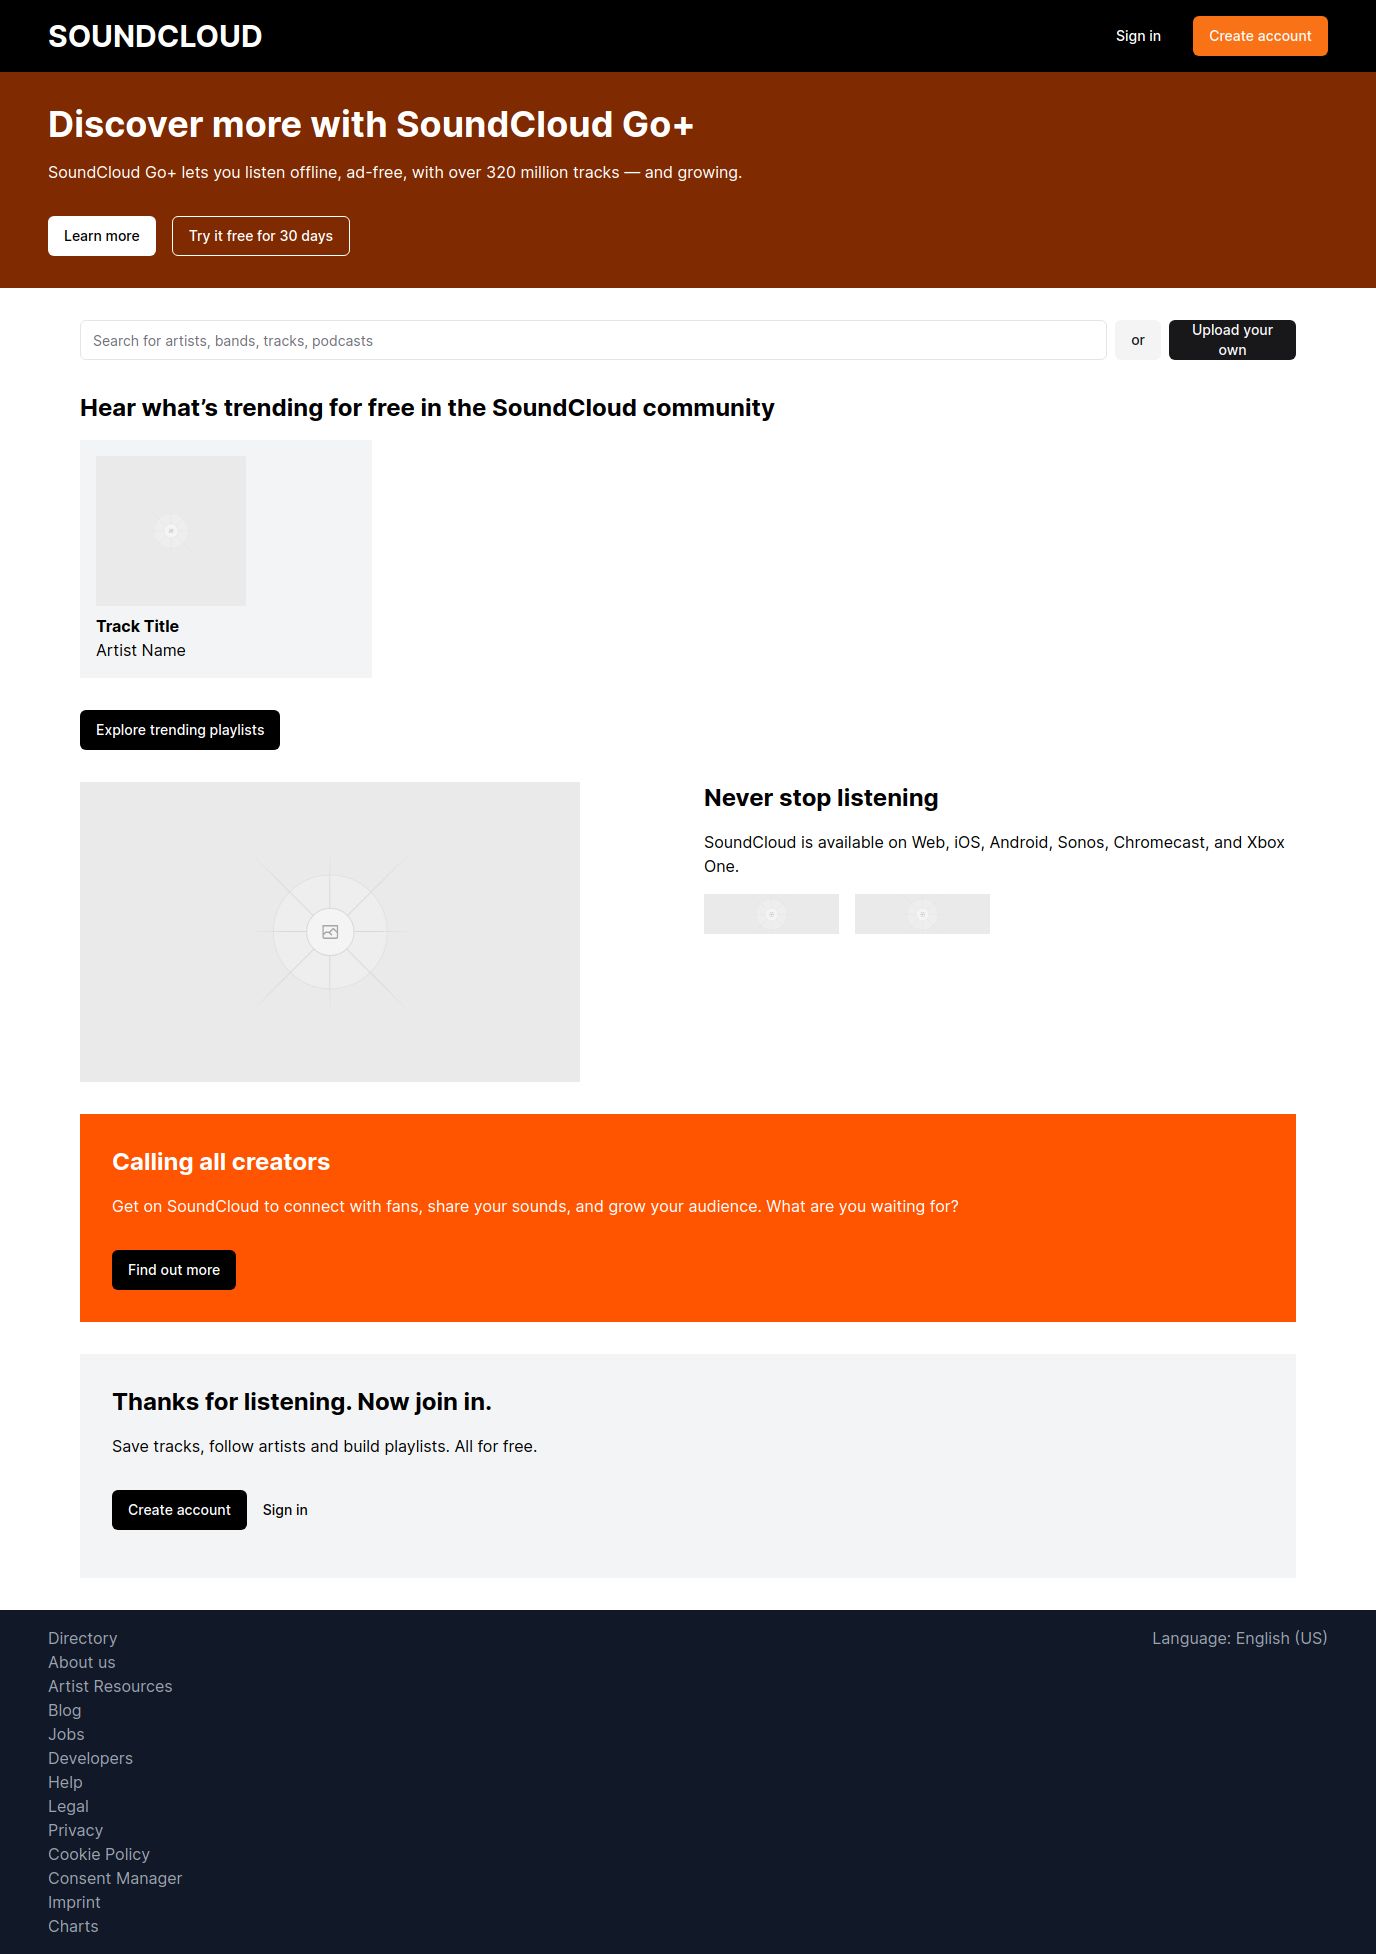 SOUNDCLOUD
Sign in
Create account
Discover more with SoundCloud Go+
SoundCloud Go+ lets you listen offline, ad-free, with over 320 million tracks — and growing.
Learn more
Try it free for 30 days
Search for artists, bands, tracks, podcasts
or
Upload your
own
Hear what’s trending for free in the SoundCloud community
Track Title
Artist Name
Explore trending playlists
Never stop listening
SoundCloud is available on Web, iOS, Android, Sonos, Chromecast, and Xbox
One.
Calling all creators
Get on SoundCloud to connect with fans, share your sounds, and grow your audience. What are you waiting for?
Find out more
Thanks for listening. Now join in.
Save tracks, follow artists and build playlists. All for free.
Create account
Sign in
Directory
About us
Artist Resources
Blog
Jobs
Developers
Help
Legal
Privacy
Cookie Policy
Consent Manager
Imprint
Charts
Language: English (US)